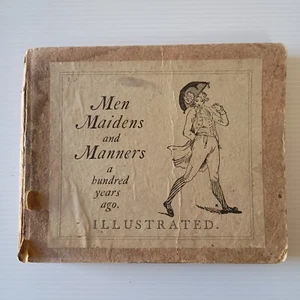 Men
Maidens
and
Manners
a
hundred
years
ago.
ILLUSTRATED.